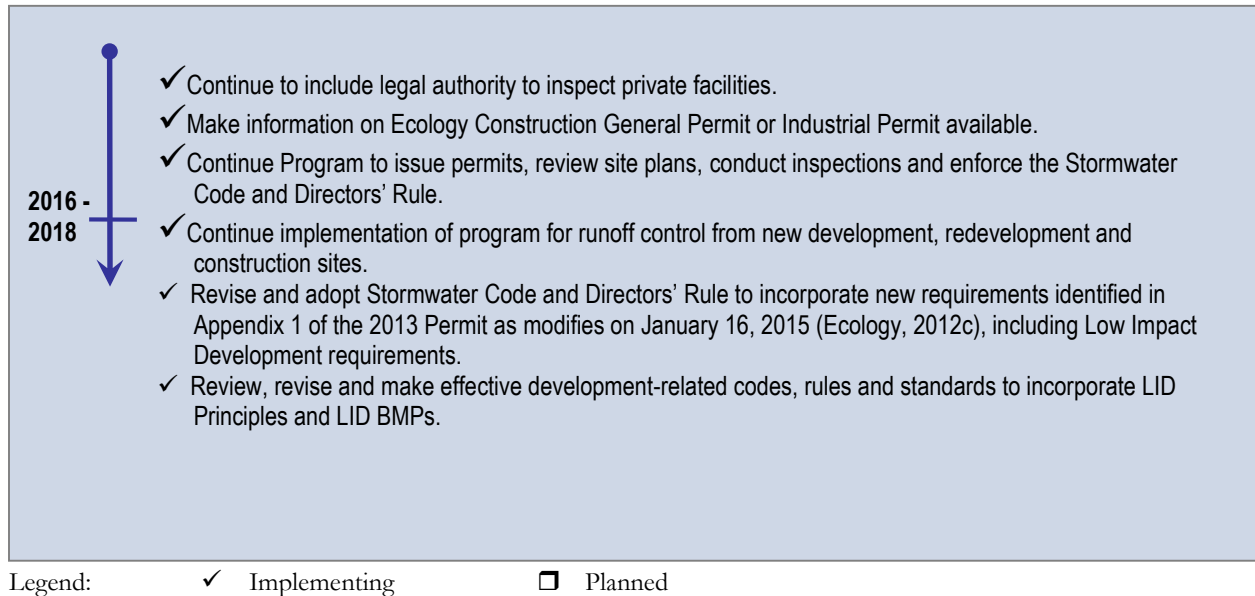 ✓Continue to include legal authority to inspect private facilities.
✓Make information on Ecology Construction General Permit or Industrial Permit available.
✓Continue Program to issue permits, review site plans, conduct inspections and enforce the Stormwater
Code and Directors' Rule.
2016 -
2018
✓Continue implementation of program for runoff control from new development, redevelopment and
construction sites.
✓ Revise and adopt Stormwater Code and Directors' Rule to incorporate new requirements identified in
Appendix 1 of the 2013 Permit as modifies on January 16, 2015 (Ecology, 2012c), including Low Impact
Development requirements.
✓ Review, revise and make effective development-related codes, rules and standards to incorporate LID
Principles and LID BMPs.
Legend: ✓ Implementing ❒ Planned